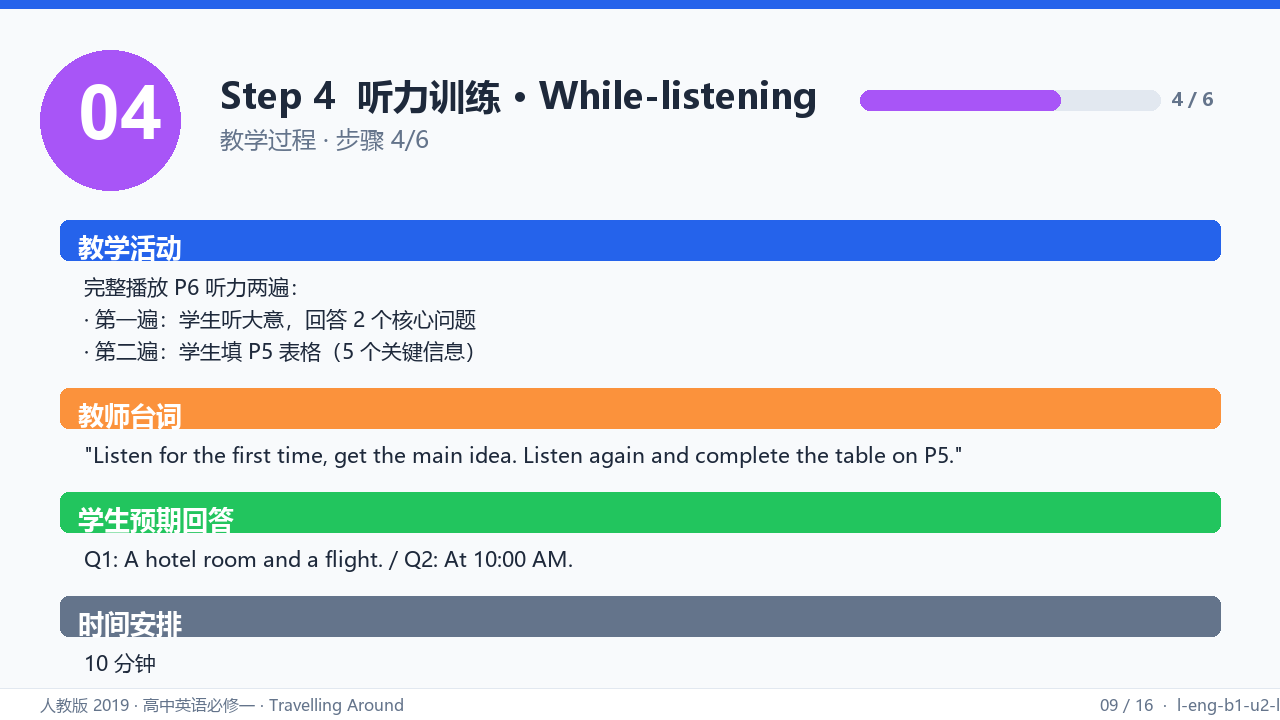 04
Step 4 听力训练 • While-listening
4 / 6
教学过程 · 步骤 4/6
教学活动
完整播放 P6 听力两遍：
· 第一遍：学生听大意，回答 2 个核心问题
· 第二遍：学生填 P5 表格（5 个关键信息）
教师台词
"Listen for the first time, get the main idea. Listen again and complete the table on P5."
学生预期回答
Q1: A hotel room and a flight. / Q2: At 10:00 AM.
时间安排
10 分钟
人教版 2019 · 高中英语必修一 · Travelling Around
09 / 16 · l-eng-b1-u2-l